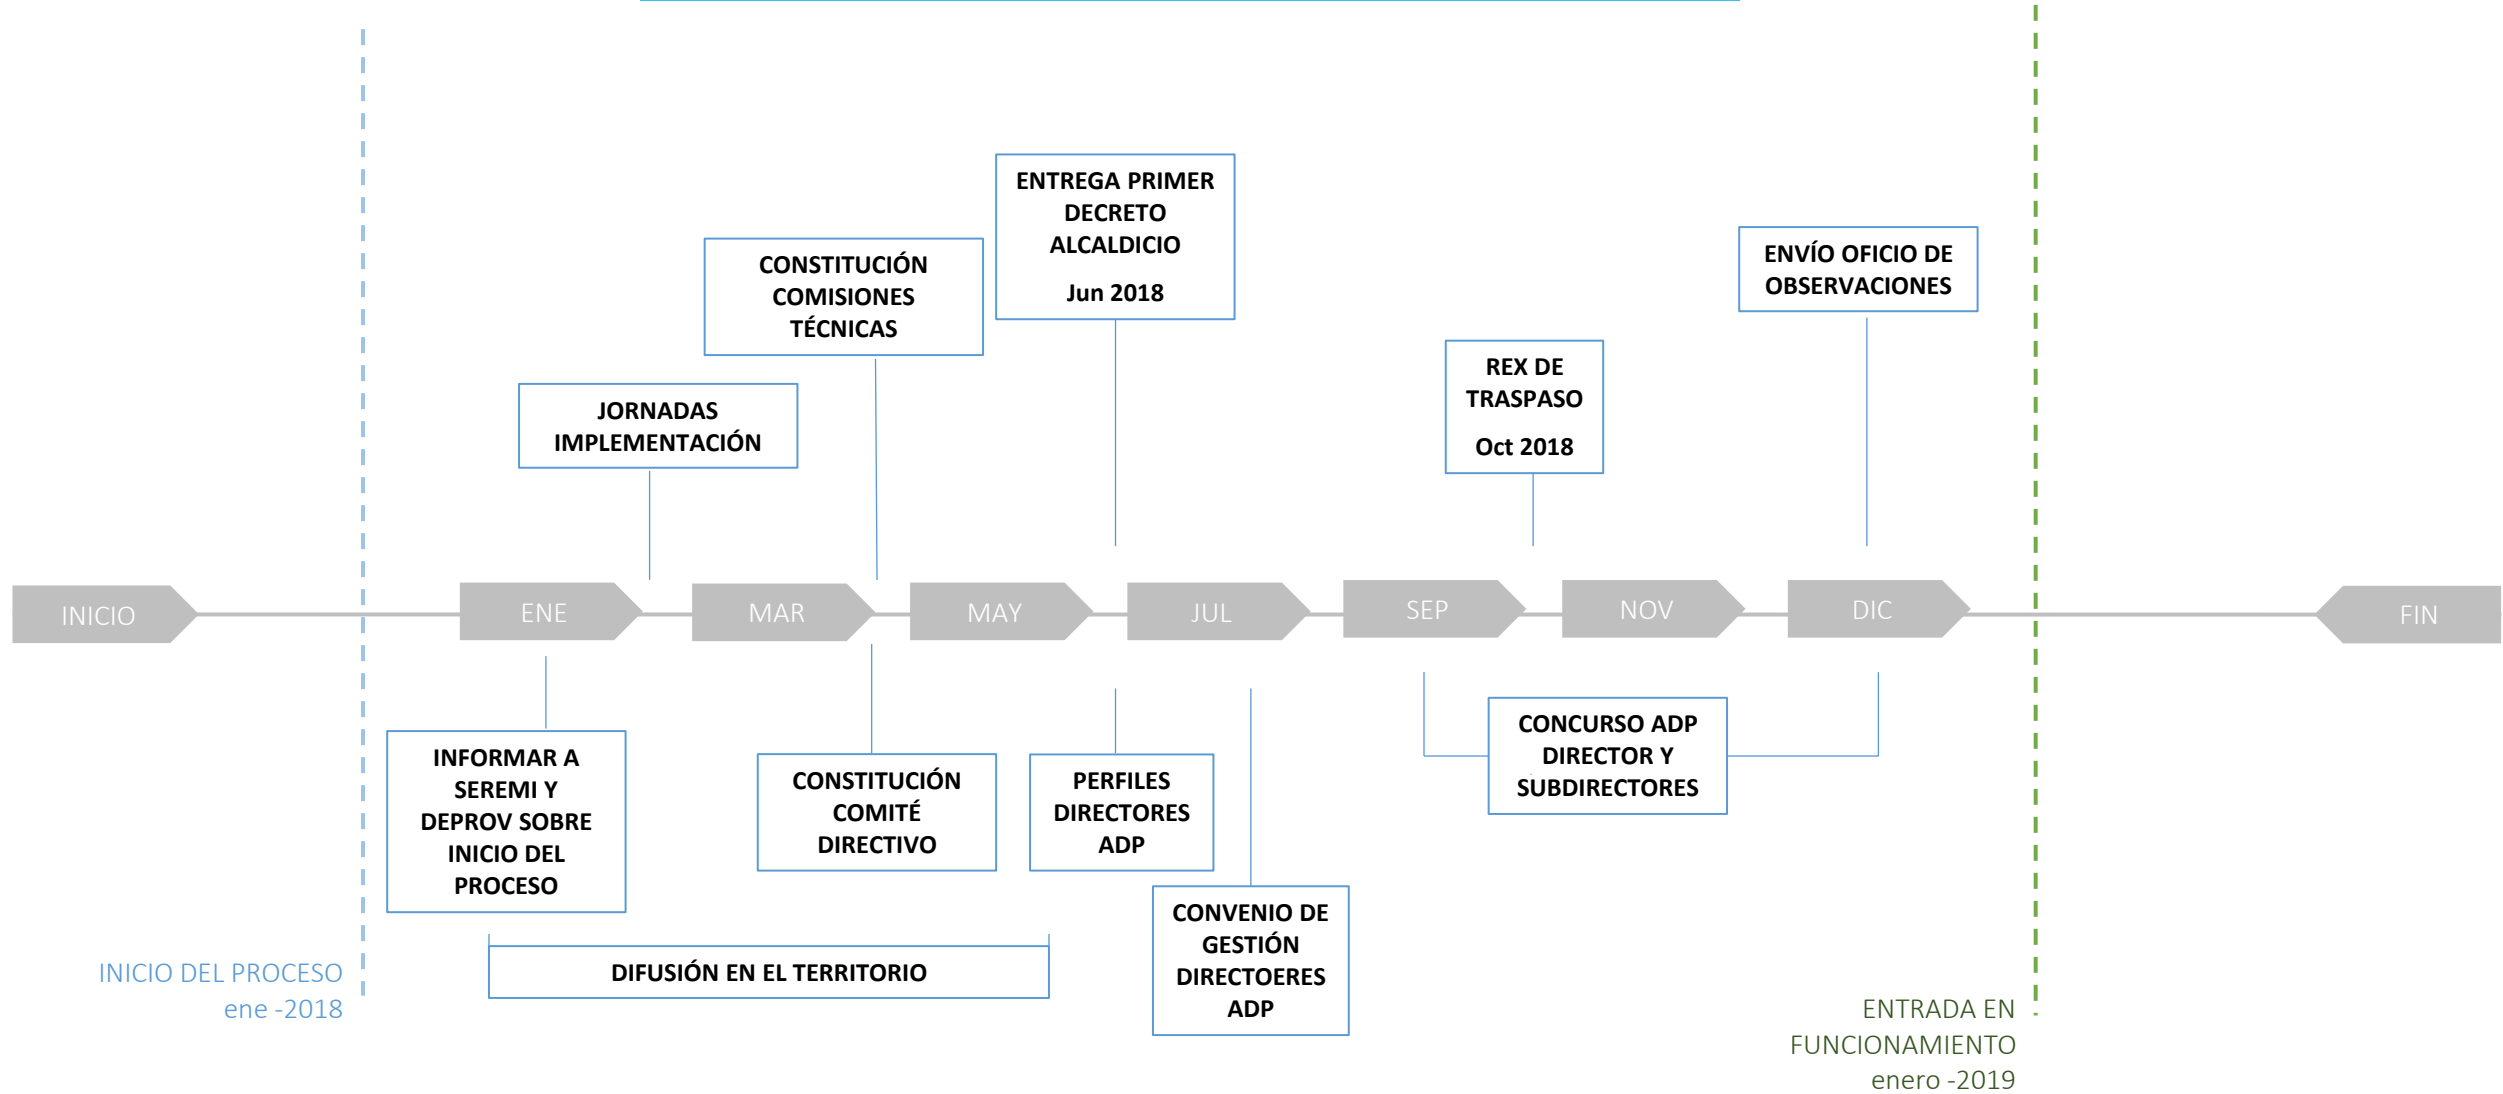 ENTREGA PRIMER
DECRETO
ALCALDICIO
Jun 2018
CONSTITUCIÓN
COMISIONES
TÉCNICAS
ENVÍO OFICIO DE
OBSERVACIONES
JORNADAS
IMPLEMENTACIÓN
REX DE
TRASPASO
Oct 2018
INICIO
ENE
MAR
MAY
JUL
SEP
NOV
DIC
FIN
INFORMAR A
SEREMI Y
DEPROV SOBRE
INICIO DEL
PROCESO
CONSTITUCIÓN
COMITÉ
DIRECTIVO
PERFILES
DIRECTORES
ADP
CONCURSO ADP
DIRECTOR Y
SUBDIRECTORES
CONVENIO DE
GESTIÓN
DIRECTOERES
ADP
DIFUSIÓN EN EL TERRITORIO
INICIO DEL PROCESO
ene -2018
ENTRADA EN
FUNCIONAMIENTO
enero -2019